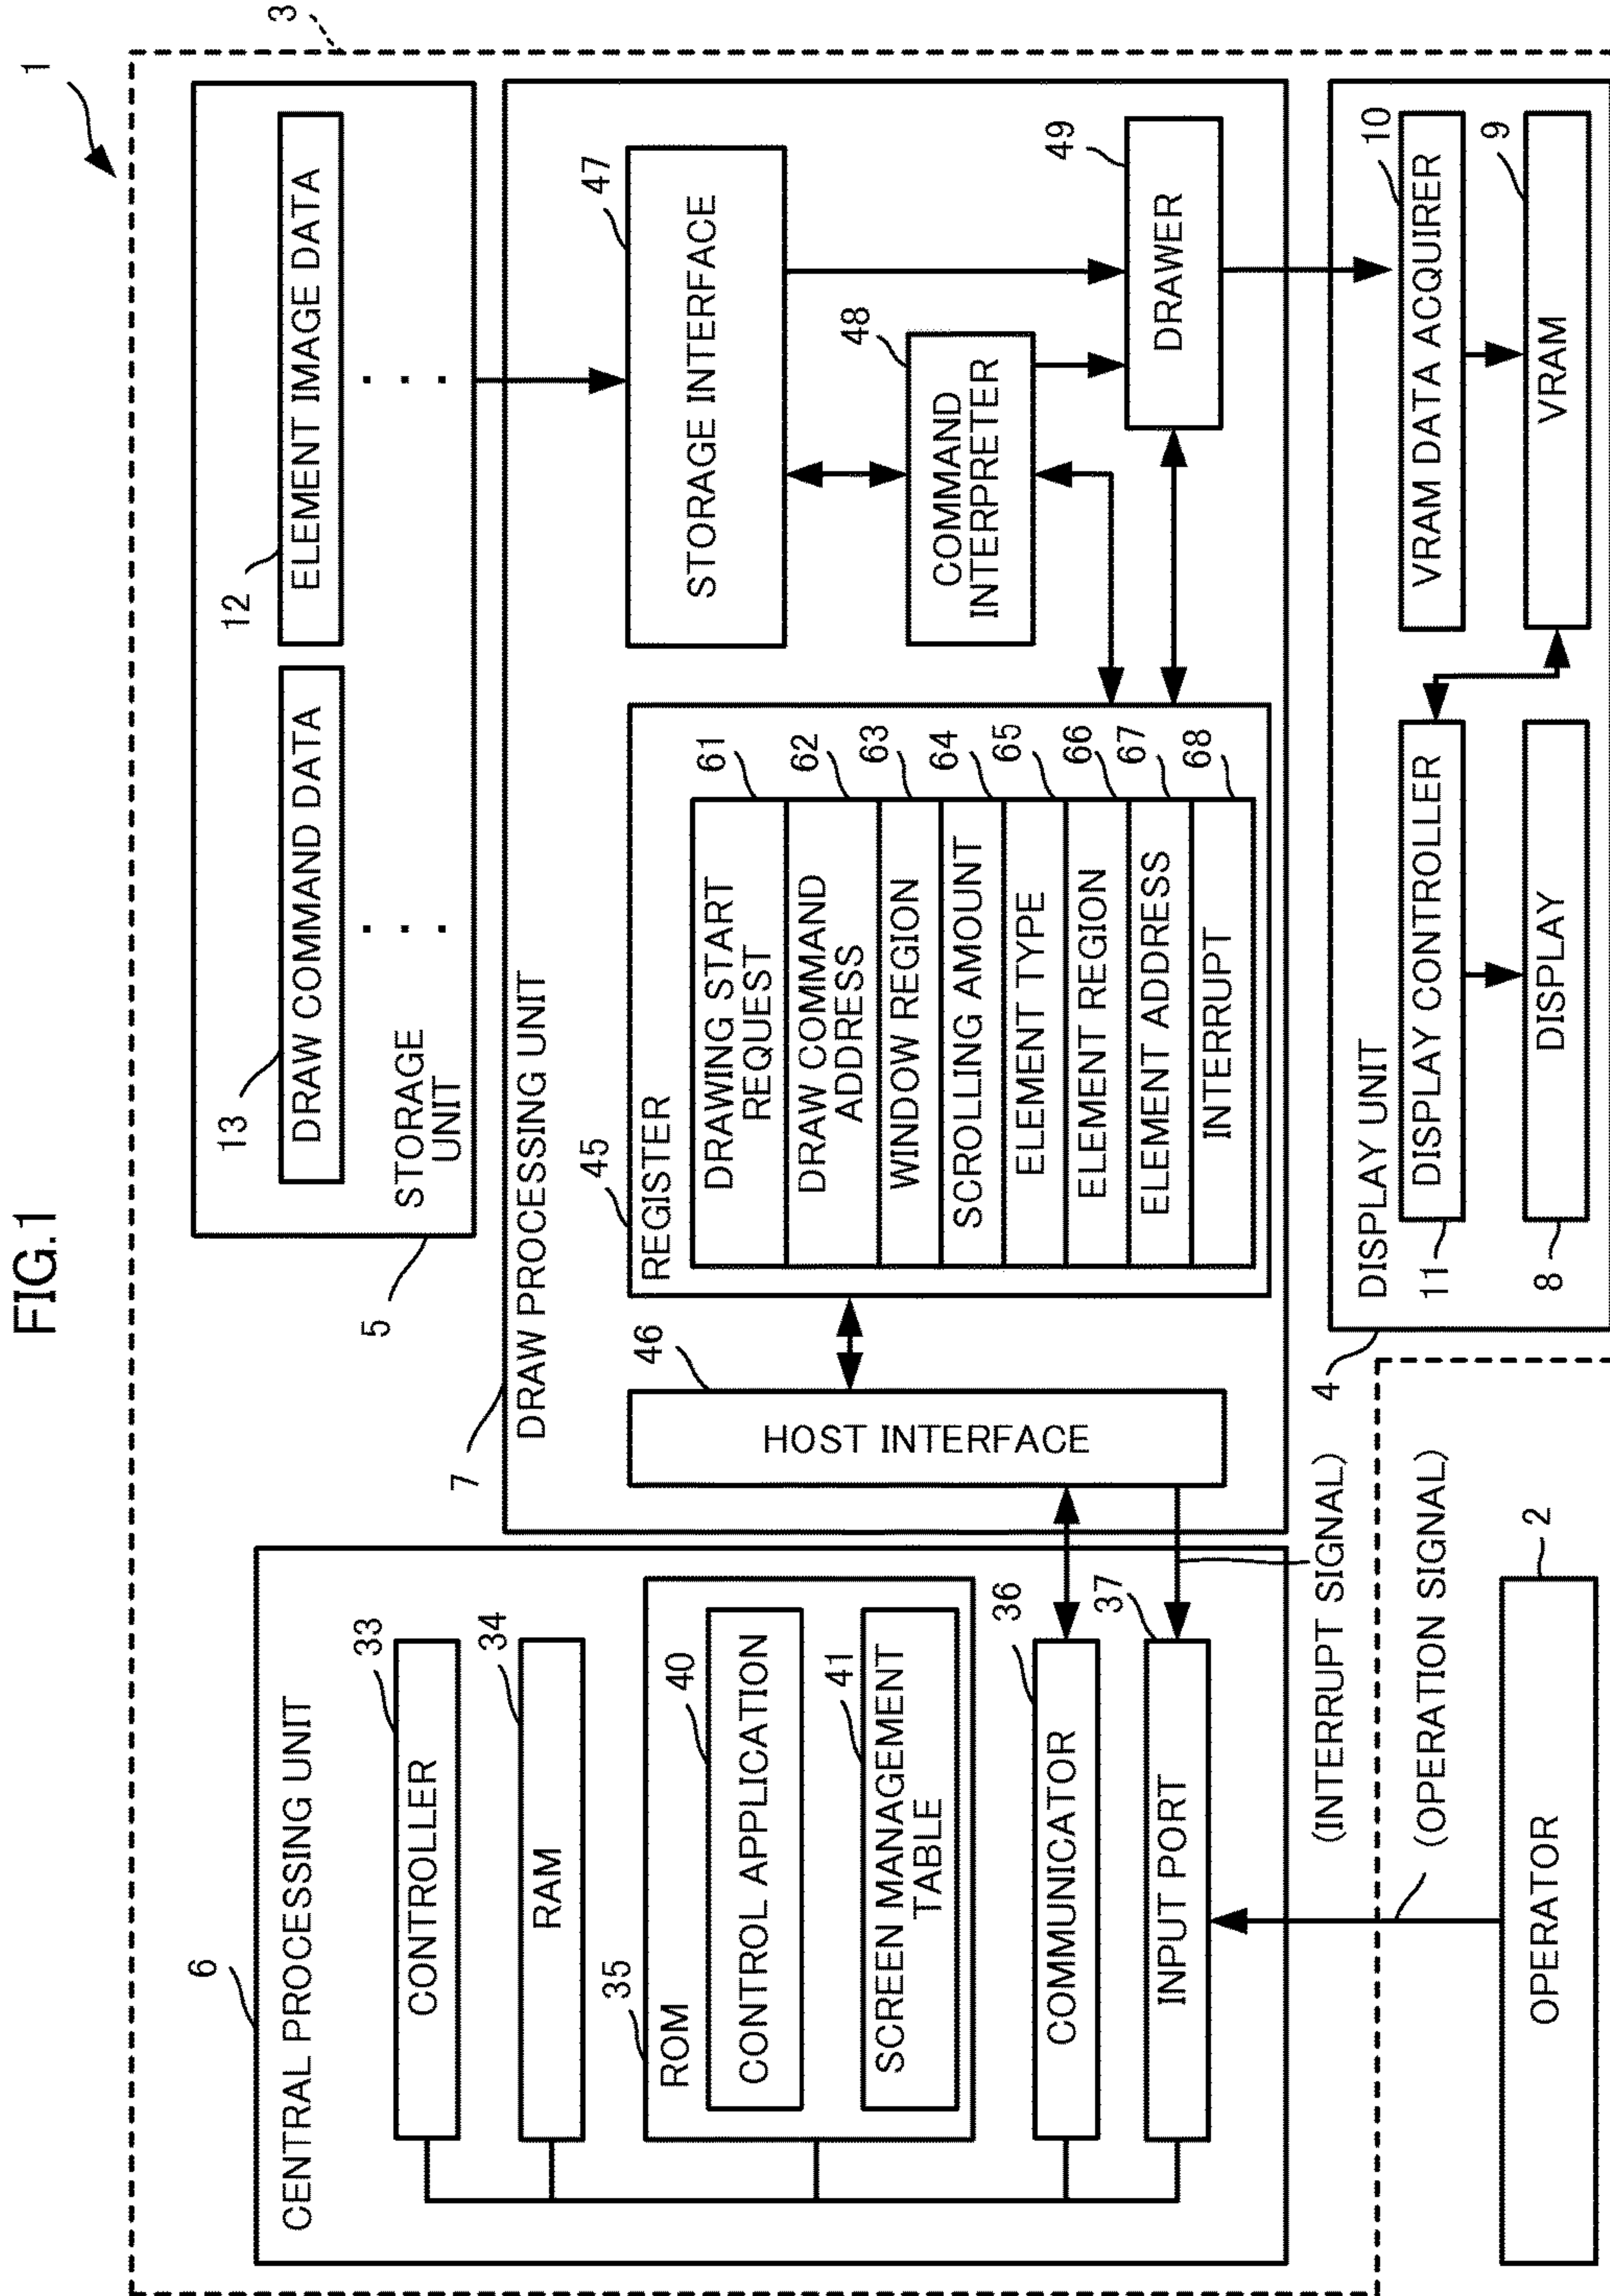 FIG.1
1
3
CENTRAL PROCESSING UNIT
6
CONTROLLER
33
RAM
34
ROM
35
CONTROL APPLICATION
40
SCREEN MANAGEMENT
TABLE
41
COMMUNICATOR
36
INPUT PORT
37
(INTERRUPT SIGNAL)
(OPERATION SIGNAL)
OPERATOR
2
STORAGE
UNIT
5
DRAW COMMAND DATA
13
. . .
ELEMENT IMAGE DATA
12
. . .
DRAW PROCESSING UNIT
7
HOST INTERFACE
46
REGISTER
45
DRAWING START
REQUEST
61
DRAW COMMAND
ADDRESS
62
WINDOW REGION
63
SCROLLING AMOUNT
64
ELEMENT TYPE
65
ELEMENT REGION
66
ELEMENT ADDRESS
67
INTERRUPT
68
STORAGE INTERFACE
47
COMMAND
INTERPRETER
48
DRAWER
49
DISPLAY UNIT
4
DISPLAY CONTROLLER
11
DISPLAY
8
VRAM DATA ACQUIRER
10
VRAM
9